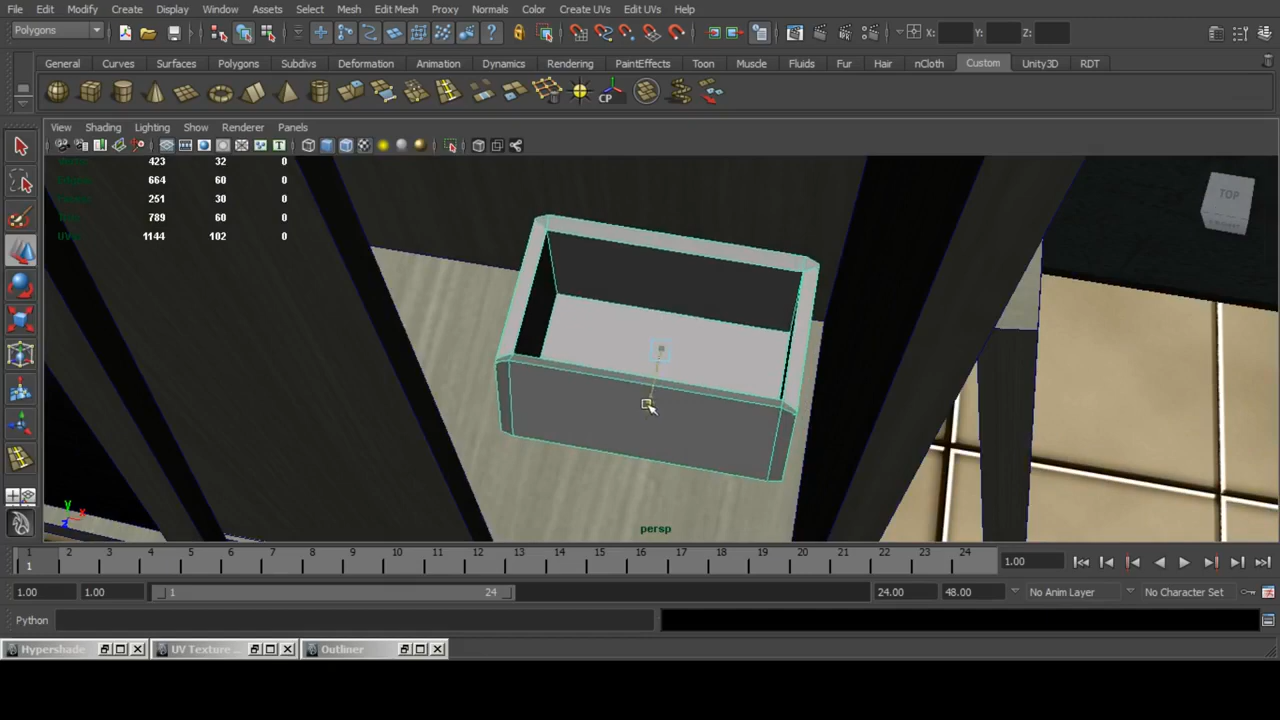 File Edit Modify Create Display Window Assets Select Mesh Edit Mesh Proxy Normals Color Create UVs Edit UVs Help
Polygons X: Y: Z:
General Curves Surfaces Polygons Subdivs Deformation Animation Dynamics Rendering PaintEffects Toon Muscle Fluids Fur Hair nCloth Custom Unity3D RDT
CP
View Shading Lighting Show Renderer Panels
423 32 0
664 60 0
251 30 0
789 60 0
1144 102 0
TOP
y x z
persp
1 2 3 4 5 6 7 8 9 10 11 12 13 14 15 16 17 18 19 20 21 22 23 24 1.00
1
1.00 1.00 1 24 24.00 48.00 No Anim Layer No Character Set
Python
Hypershade UV Texture ... Outliner